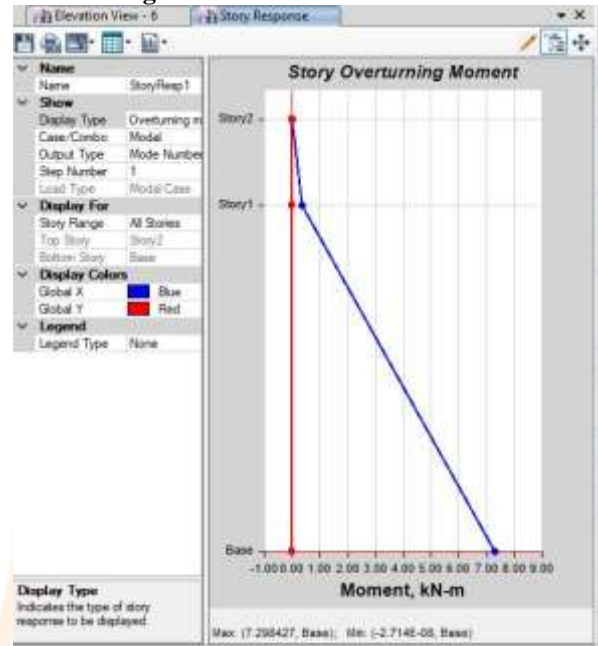 Elevation View - 6
Story Response
Name
Name StoryResp1
Show
Display Type Overturning m
Case/Combo Modal
Output Type Mode Number
Step Number 1
Load Type Modal Case
Display For
Story Range All Stories
Top Story Story2
Bottom Story Base
Display Colors
Global X Blue
Global Y Red
Legend
Legend Type None
Display Type
Indicates the type of story
response to be displayed
Story Overturning Moment
Story2
Story1
Base
-1.00 0.00 1.00 2.00 3.00 4.00 5.00 6.00 7.00 8.00 9.00
Moment, kN-m
Max: (7.298427, Base); Min: (-2.714E-08, Base)